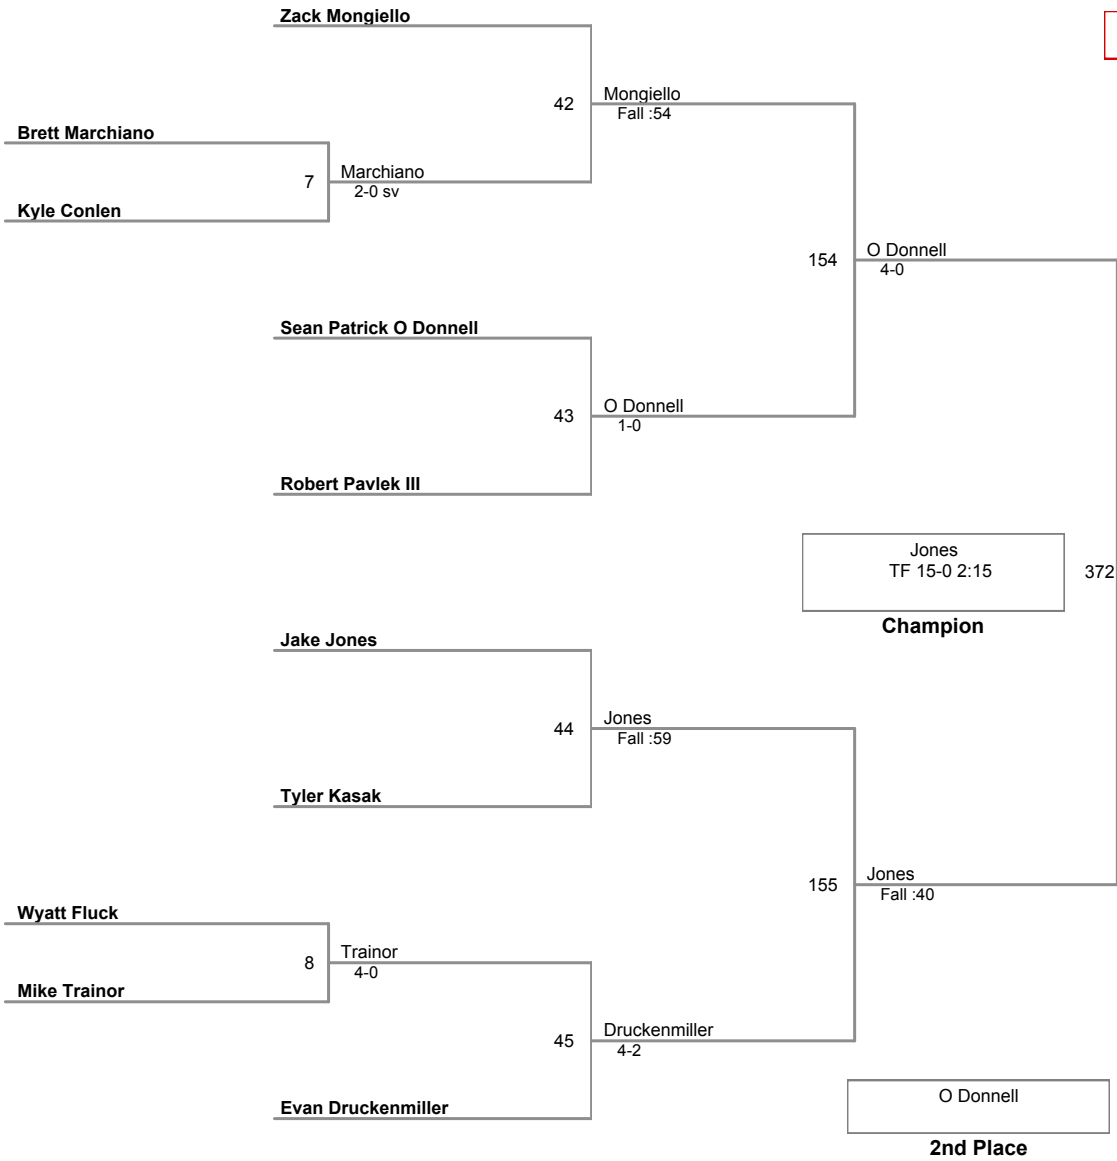 Zack Mongiello
42
Mongiello
Fall :54
Brett Marchiano
7
Marchiano
2-0 sv
Kyle Conlen
154
O Donnell
4-0
Sean Patrick O Donnell
43
O Donnell
1-0
Robert Pavlek III
Jones
TF 15-0 2:15
372
Champion
Jake Jones
44
Jones
Fall :59
Tyler Kasak
155
Jones
Fall :40
Wyatt Fluck
8
Trainor
4-0
Mike Trainor
45
Druckenmiller
4-2
Evan Druckenmiller
O Donnell
2nd Place